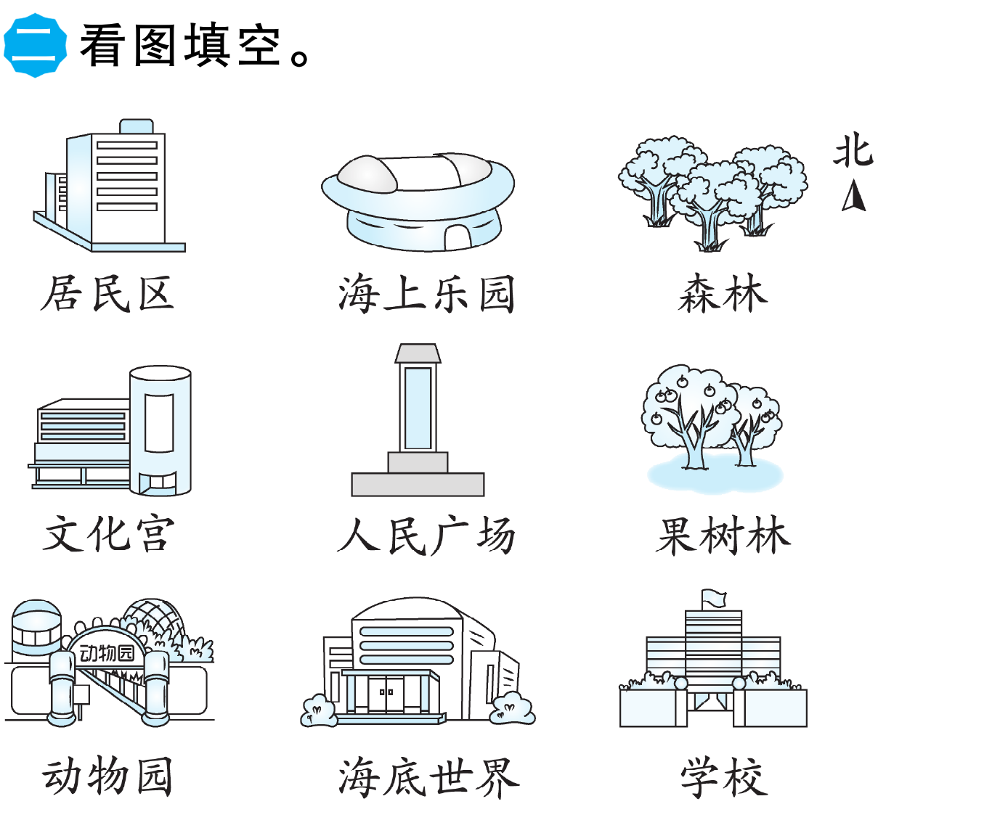 二 看图填空。
北
居民区 海上乐园 森林
文化宫 人民广场 果树林
动物园
动物园 海底世界 学校